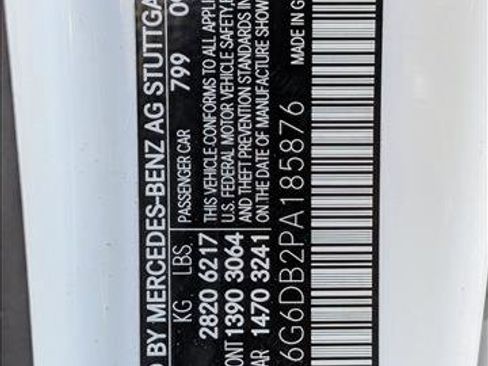 D BY MERCEDES-BENZ AG STUTTGA
KG LBS PASSENGER CAR 799 09
2820 6217 THIS VEHICLE CONFORMS TO ALL APPLI
ONT 1390 3064 U.S. FEDERAL MOTOR VEHICLE SAFETY,
AR 1470 3241 AND THEFT PREVENTION STANDARDS IN
ON THE DATE OF MANUFACTURE SHOW
6G6DB2PA185876 MADE IN G